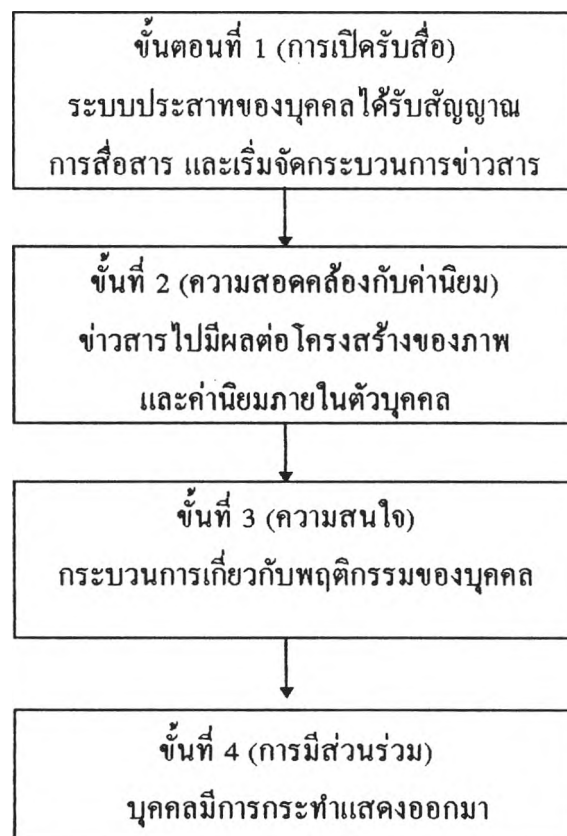 ขั้นตอนที่ 1 (การเปิดรับสื่อ)
ระบบประสาทของบุคคลได้รับสัญญาณ
การสื่อสาร และเริ่มจัดกระบวนการข่าวสาร
ขั้นที่ 2 (ความสอดคล้องกับค่านิยม)
ข่าวสารไปมีผลต่อโครงสร้างของภาพ
และค่านิยมภายในตัวบุคคล
ขั้นที่ 3 (ความสนใจ)
กระบวนการเกี่ยวกับพฤติกรรมของบุคคล
ขั้นที่ 4 (การมีส่วนร่วม)
บุคคลมีการกระทำแสดงออกมา